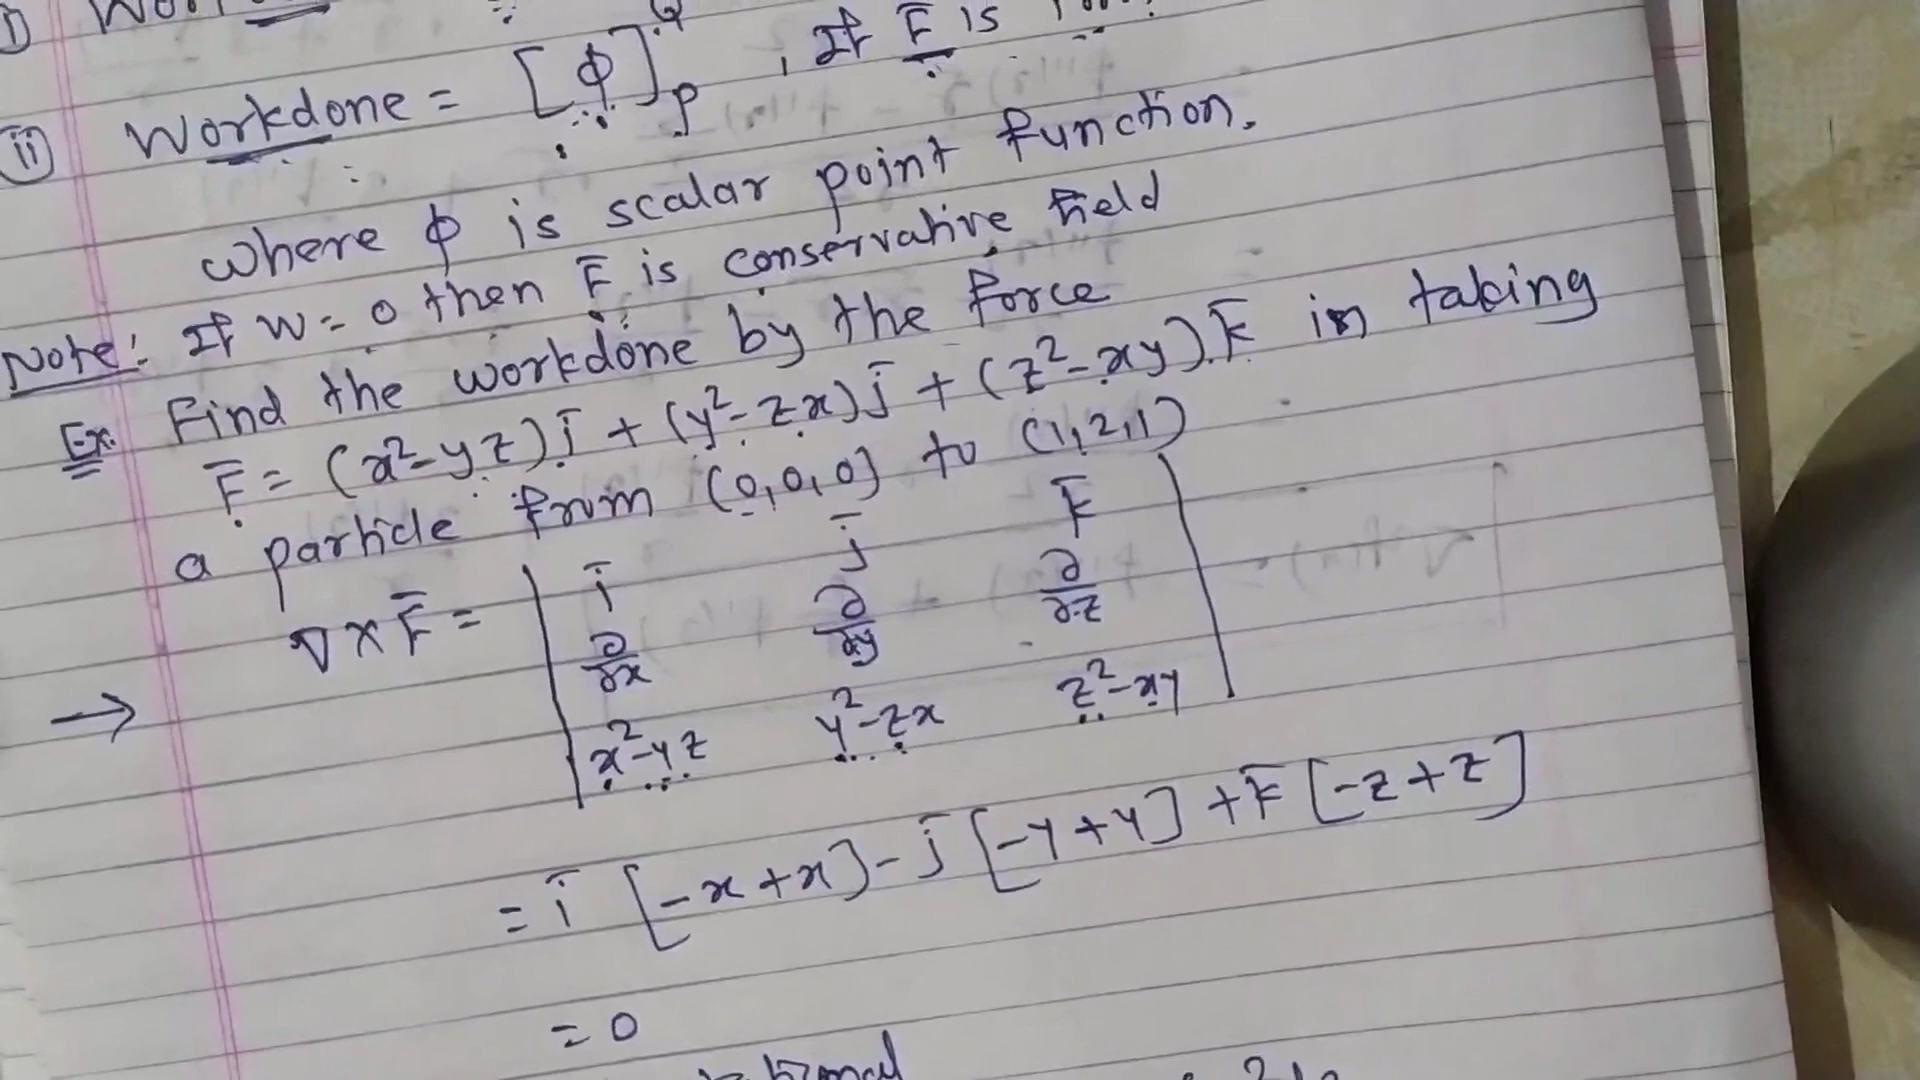 ii) Workdone = [ϕ]_P^Q , If F̄ is
where ϕ is scalar point function.
Note: If W = 0 then F̄ is conservative field
Ex. Find the workdone by the force
F̄ = (x²-yz)ī + (y²-zx)j̄ + (z²-xy)k̄ in taking
a particle from (0,0,0) to (1,2,1)
→ ∇×F̄ = | ī j̄ k̄ |
| ∂/∂x ∂/∂y ∂/∂z |
| x²-yz y²-zx z²-xy |
= ī [-x+x] - j̄ [-y+y] + k̄ [-z+z]
= 0